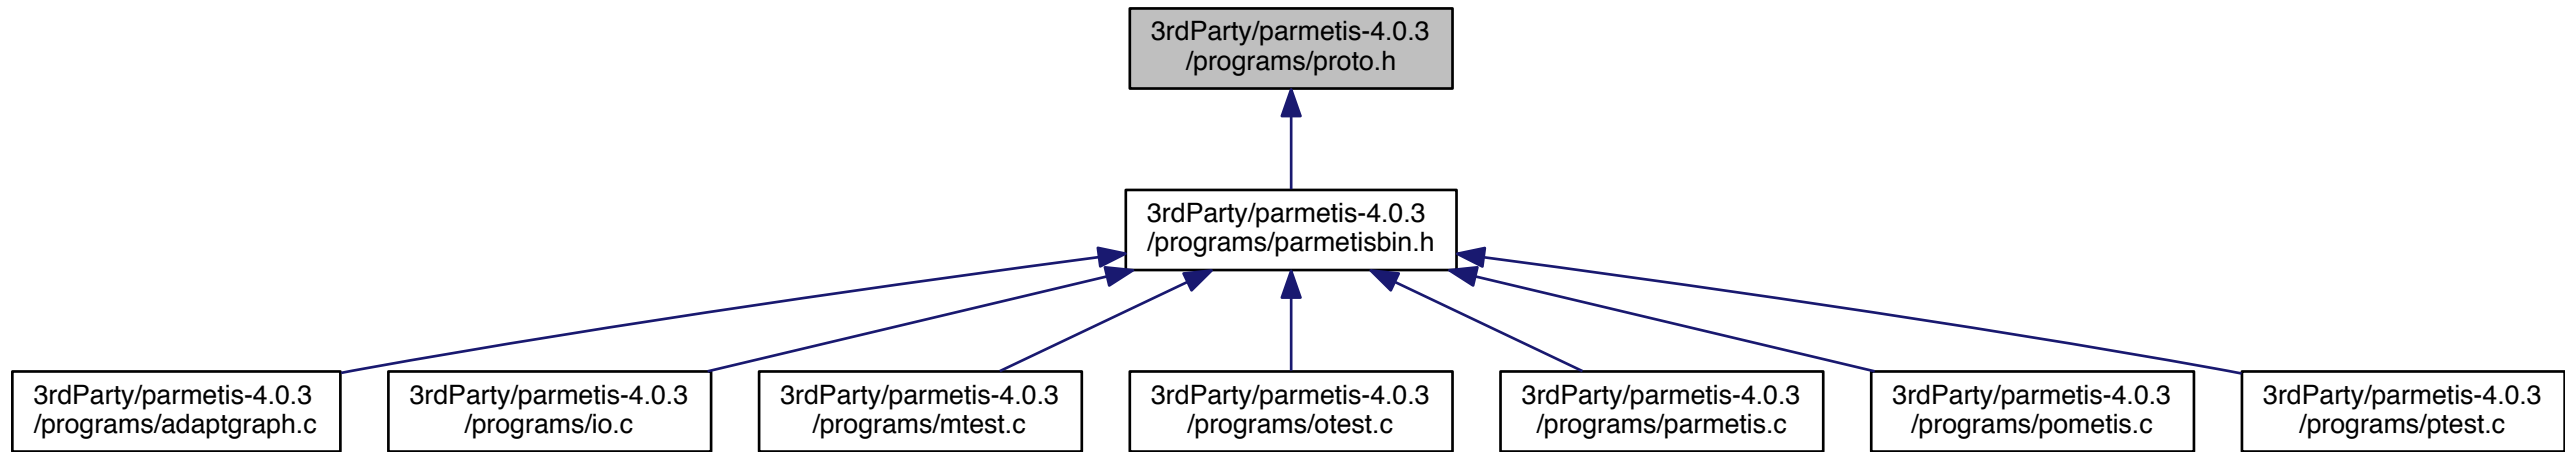 3rdParty/parmetis-4.0.3
/programs/proto.h
3rdParty/parmetis-4.0.3
/programs/parmetisbin.h
3rdParty/parmetis-4.0.3
/programs/adaptgraph.c
3rdParty/parmetis-4.0.3
/programs/io.c
3rdParty/parmetis-4.0.3
/programs/mtest.c
3rdParty/parmetis-4.0.3
/programs/otest.c
3rdParty/parmetis-4.0.3
/programs/parmetis.c
3rdParty/parmetis-4.0.3
/programs/pometis.c
3rdParty/parmetis-4.0.3
/programs/ptest.c